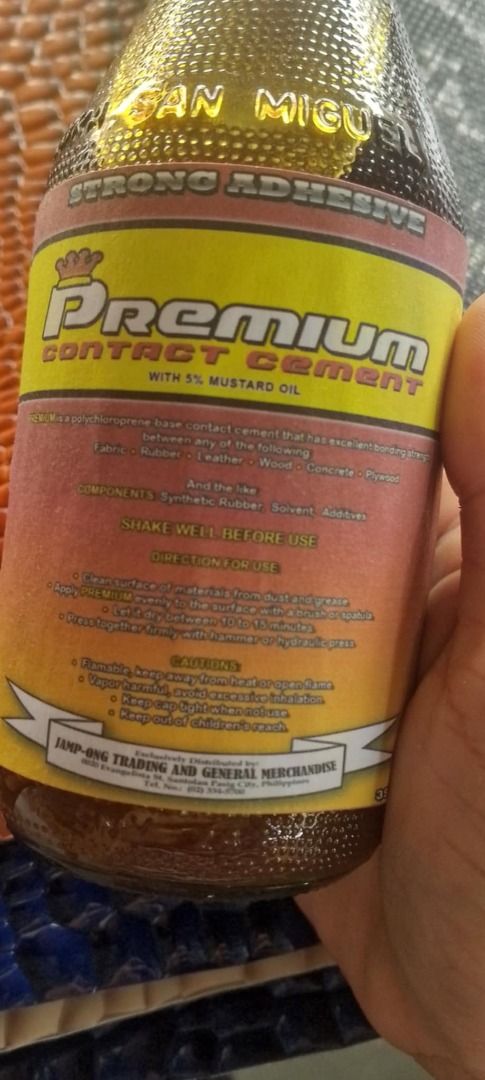 SAN MIGUEL
STRONG ADHESIVE
PREMIUM
CONTACT CEMENT
WITH 5% MUSTARD OIL
PREMIUM is a polychloroprene base contact cement that has excellent bonding strength
between any of the following:
Fabric • Rubber • Leather • Wood • Concrete • Plywood
And the like.
COMPONENTS: Synthetic Rubber, Solvent, Additives
SHAKE WELL BEFORE USE
DIRECTION FOR USE:
• Clean surface of materials from dust and grease.
• Apply PREMIUM evenly to the surface with a brush or spatula.
• Let it dry between 10 to 15 minutes.
• Press together firmly with hammer or hydraulic press.
CAUTIONS:
• Flamable, keep away from heat or open flame.
• Vapor harmful, avoid excessive inhalation.
• Keep cap tight when not use.
• Keep out of children's reach.
Exclusively Distributed by:
JAMP-ONG TRADING AND GENERAL MERCHANDISE
Evangelista St. Santolan Pasig City, Philippines
Tel. No.: (02)